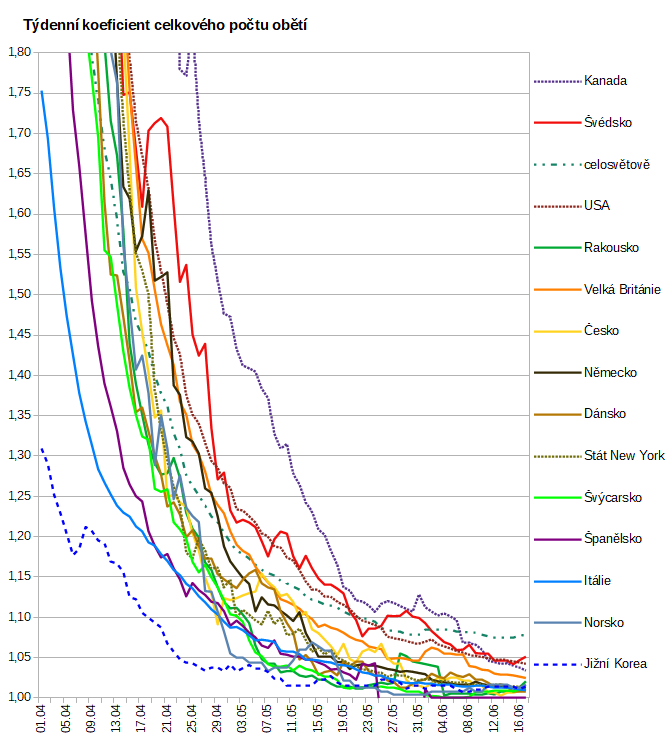 Týdenní koeficient celkového počtu obětí
1,80
1,75
1,70
1,65
1,60
1,55
1,50
1,45
1,40
1,35
1,30
1,25
1,20
1,15
1,10
1,05
1,00
01.04
05.04
09.04
13.04
17.04
21.04
25.04
29.04
03.05
07.05
11.05
15.05
19.05
23.05
27.05
31.05
04.06
08.06
12.06
16.06
Kanada
Švédsko
celosvětově
USA
Rakousko
Velká Británie
Česko
Německo
Dánsko
Stát New York
Švýcarsko
Španělsko
Itálie
Norsko
Jižní Korea